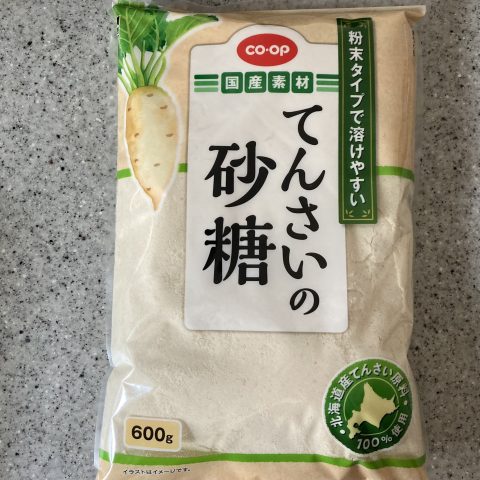 CO·OP
国産素材
粉末タイプで溶けやすい
てんさいの
砂糖
北海道産てんさい原料
100%使用
600g
イラストはイメージです。